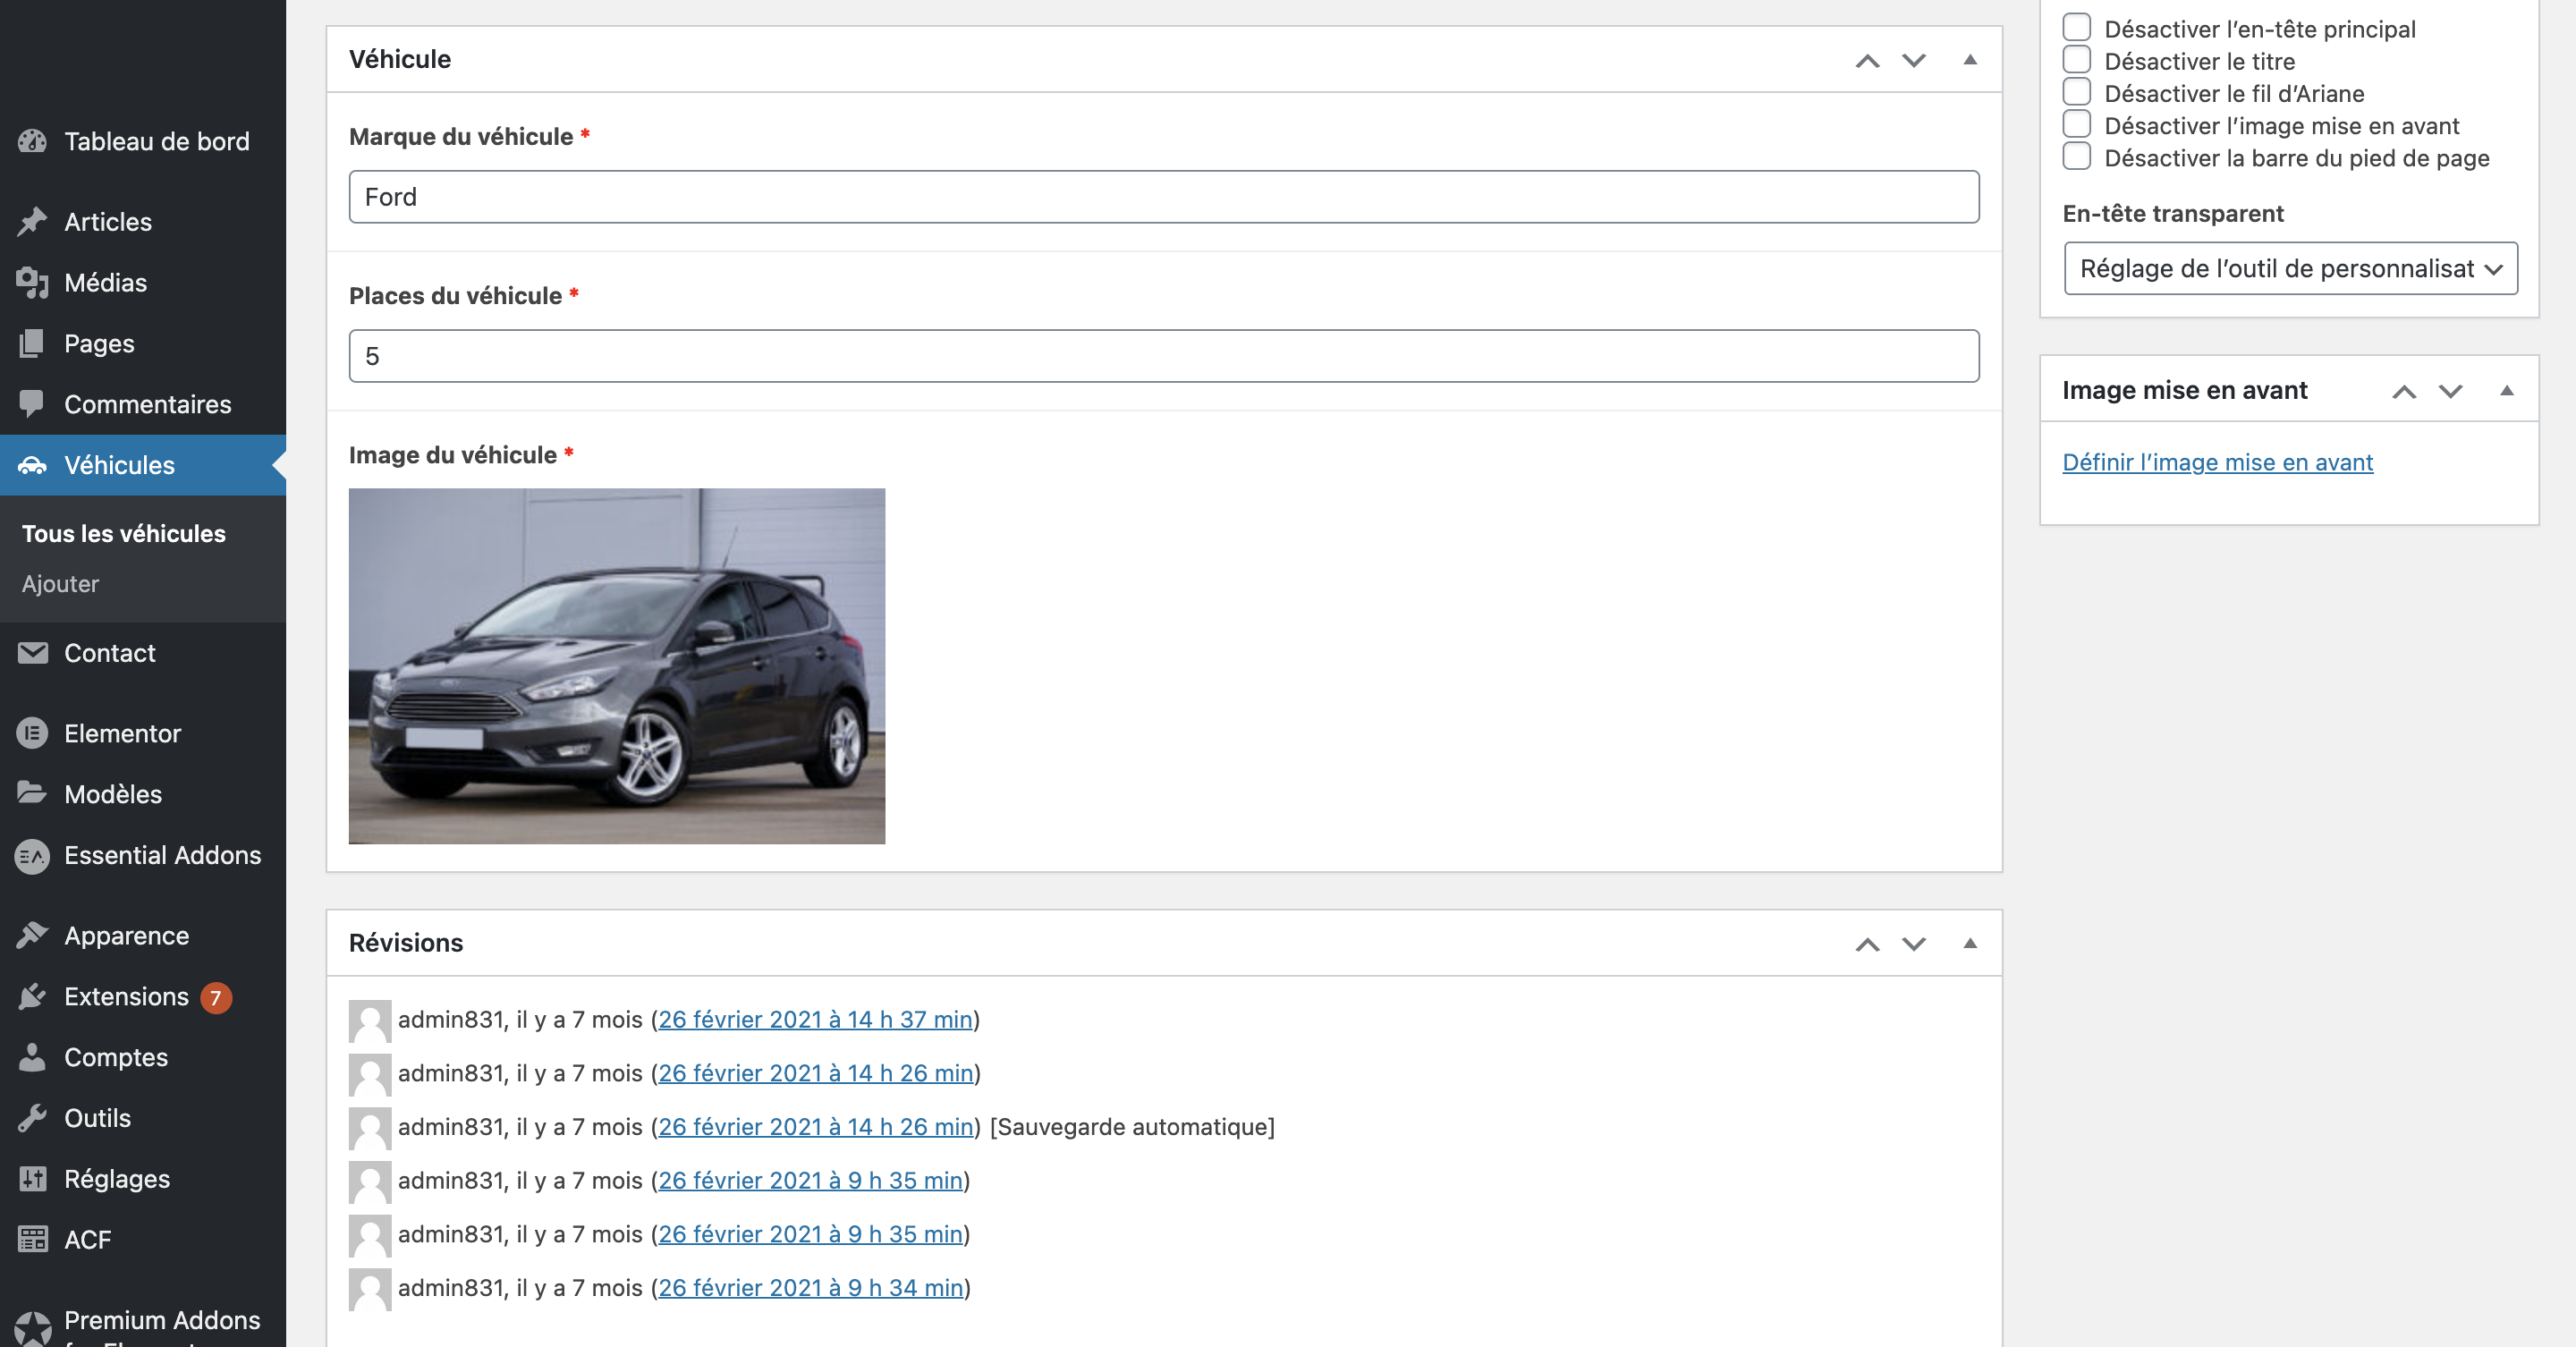 Tableau de bord
Articles
Médias
Pages
Commentaires
Véhicules
Tous les véhicules
Ajouter
Contact
Elementor
Modèles
Essential Addons
Apparence
Extensions 7
Comptes
Outils
Réglages
ACF
Premium Addons
Véhicule
Marque du véhicule *
Ford
Places du véhicule *
5
Image du véhicule *
Révisions
admin831, il y a 7 mois (26 février 2021 à 14 h 37 min)
admin831, il y a 7 mois (26 février 2021 à 14 h 26 min)
admin831, il y a 7 mois (26 février 2021 à 14 h 26 min) [Sauvegarde automatique]
admin831, il y a 7 mois (26 février 2021 à 9 h 35 min)
admin831, il y a 7 mois (26 février 2021 à 9 h 35 min)
admin831, il y a 7 mois (26 février 2021 à 9 h 34 min)
Désactiver l’en-tête principal
Désactiver le titre
Désactiver le fil d’Ariane
Désactiver l’image mise en avant
Désactiver la barre du pied de page
En-tête transparent
Réglage de l’outil de personnalisat
Image mise en avant
Définir l’image mise en avant